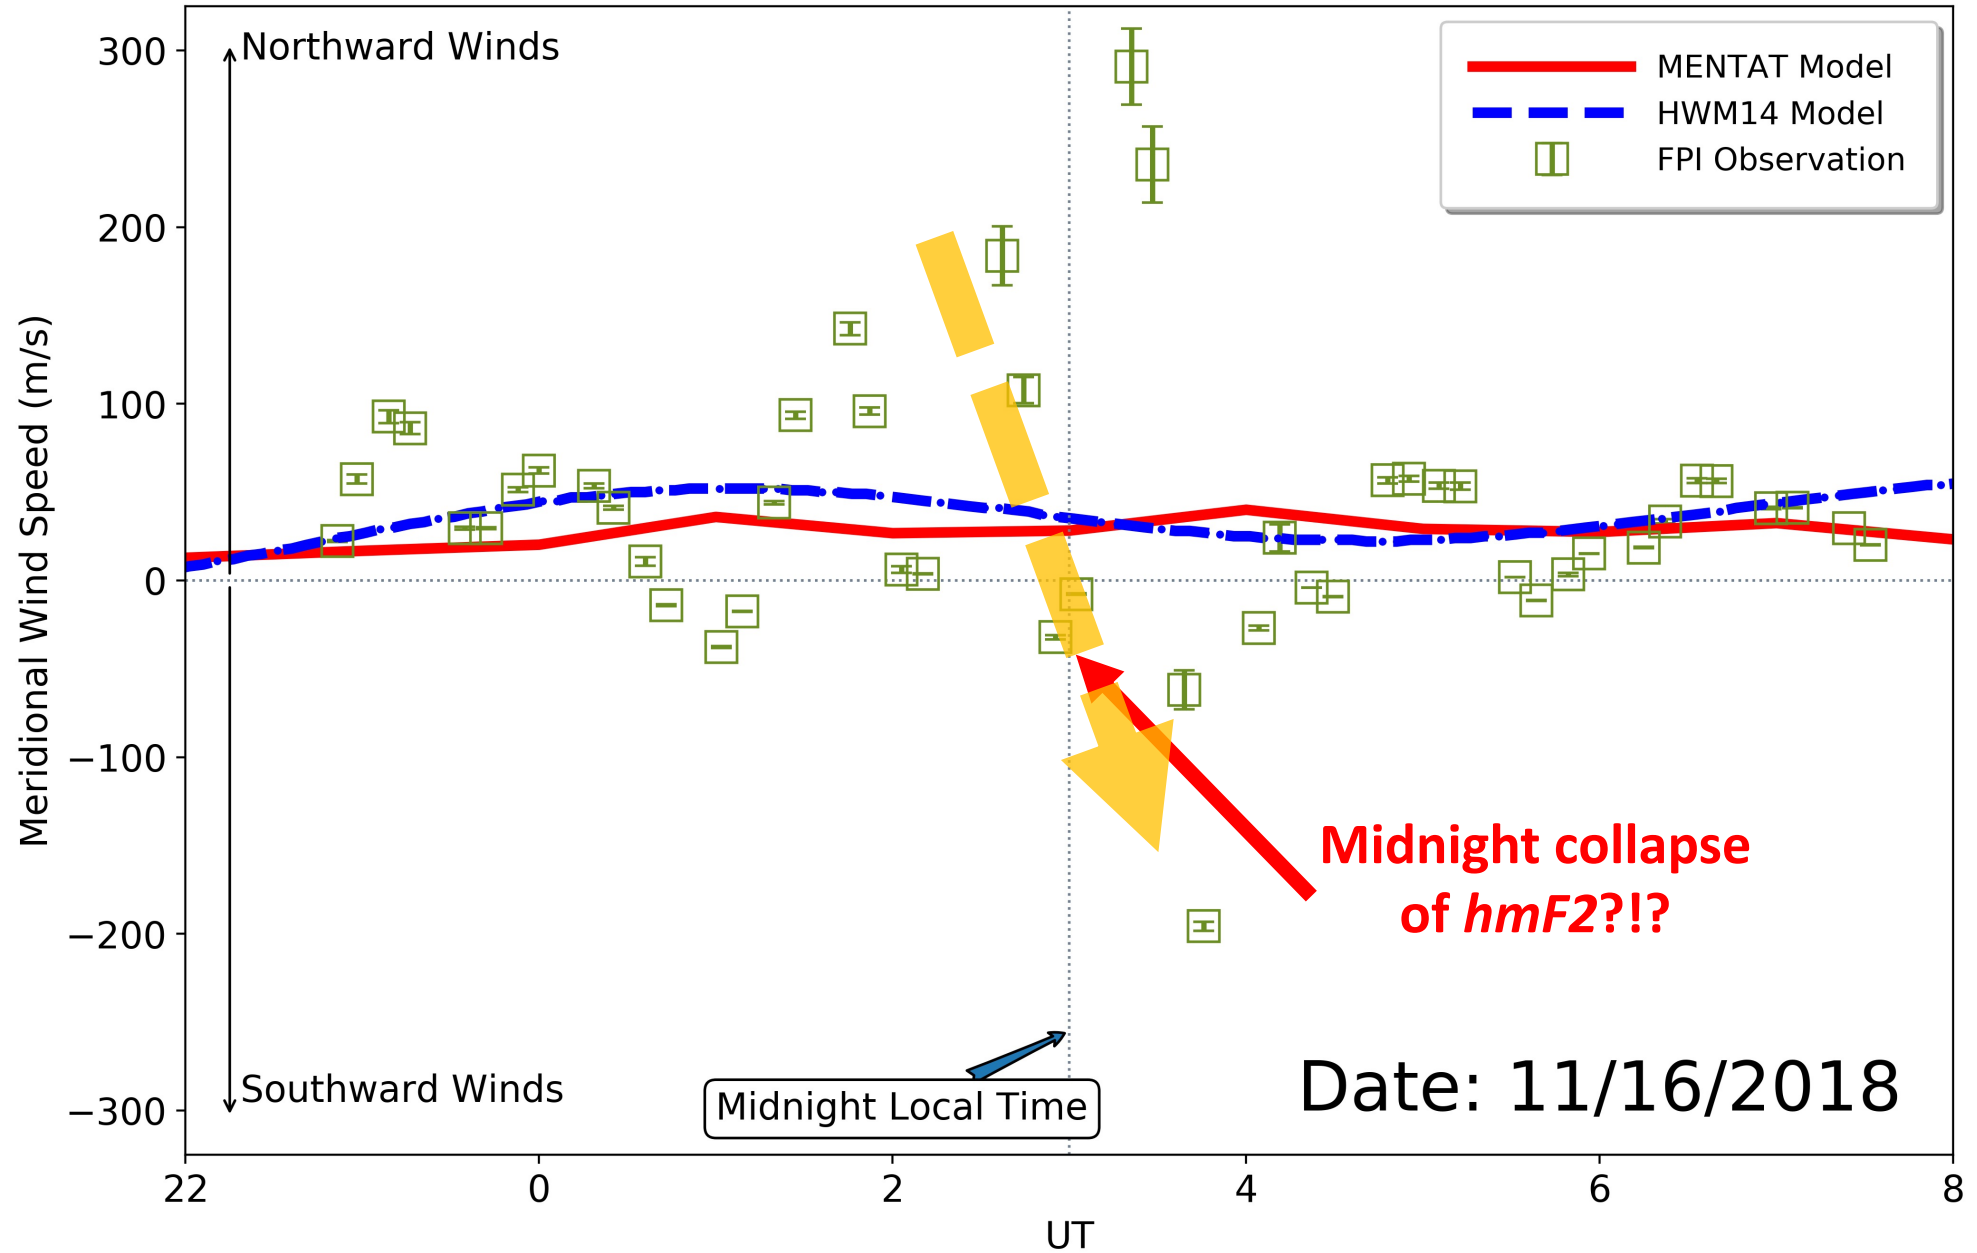 Northward Winds
MENTAT Model
HWM14 Model
FPI Observation
300
200
100
0
−100
−200
−300
Meridional Wind Speed (m/s)
Midnight collapse
of hmF2?!?
Southward Winds
Midnight Local Time
Date: 11/16/2018
22 0 2 4 6 8
UT